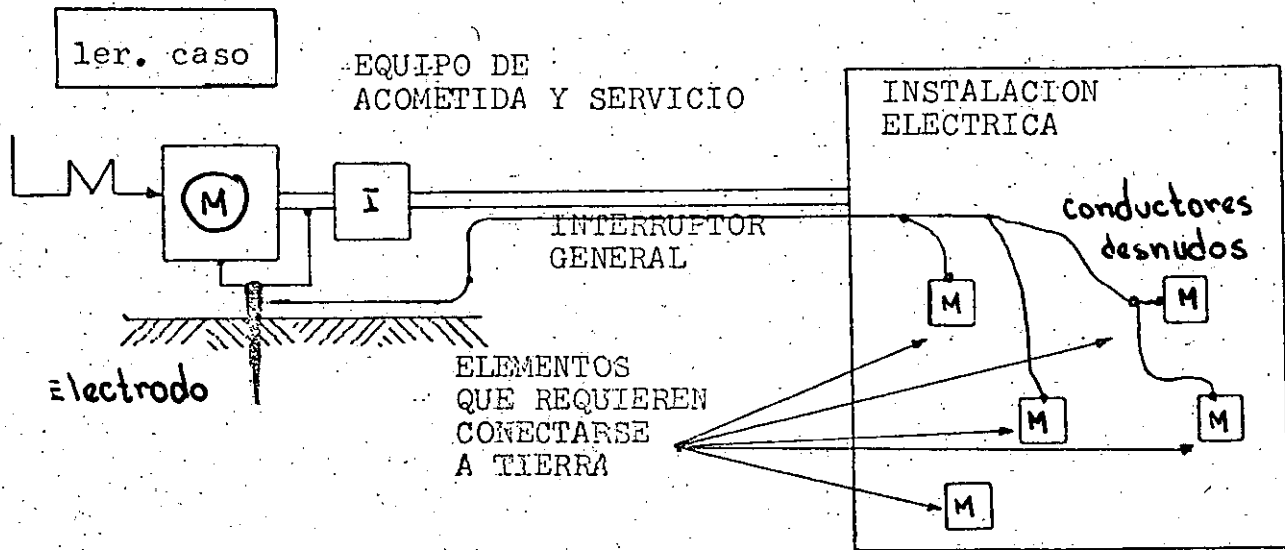 1er. caso
EQUIPO DE
ACOMETIDA Y SERVICIO
INSTALACION
ELECTRICA
M
I
INTERRUPTOR
GENERAL
conductores
desnudos
M
M
M
M
M
Electrodo
ELEMENTOS
QUE REQUIEREN
CONECTARSE
A TIERRA